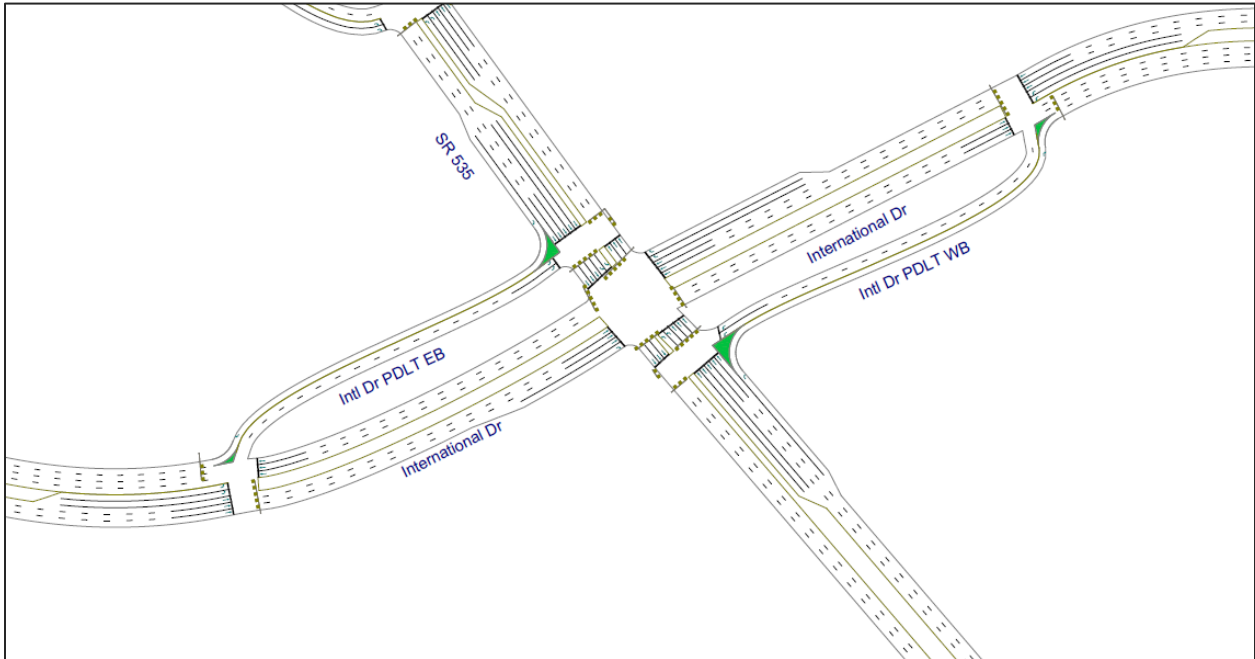 SR 535
International Dr
Intl Dr PDLT WB
Intl Dr PDLT EB
International Dr